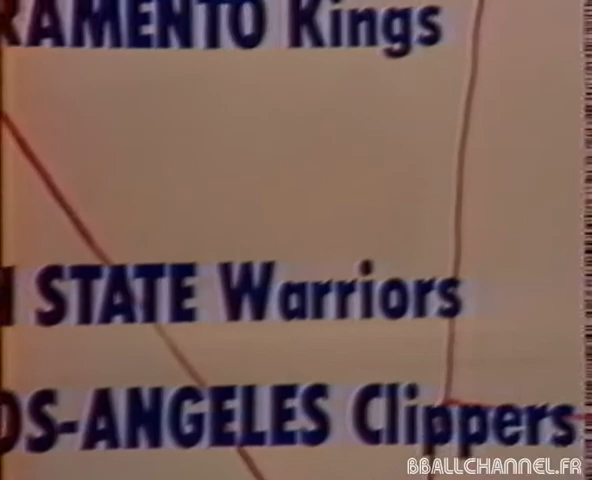 RAMENTO Kings
STATE Warriors
OS-ANGELES Clippers
BBALLCHANNEL.FR